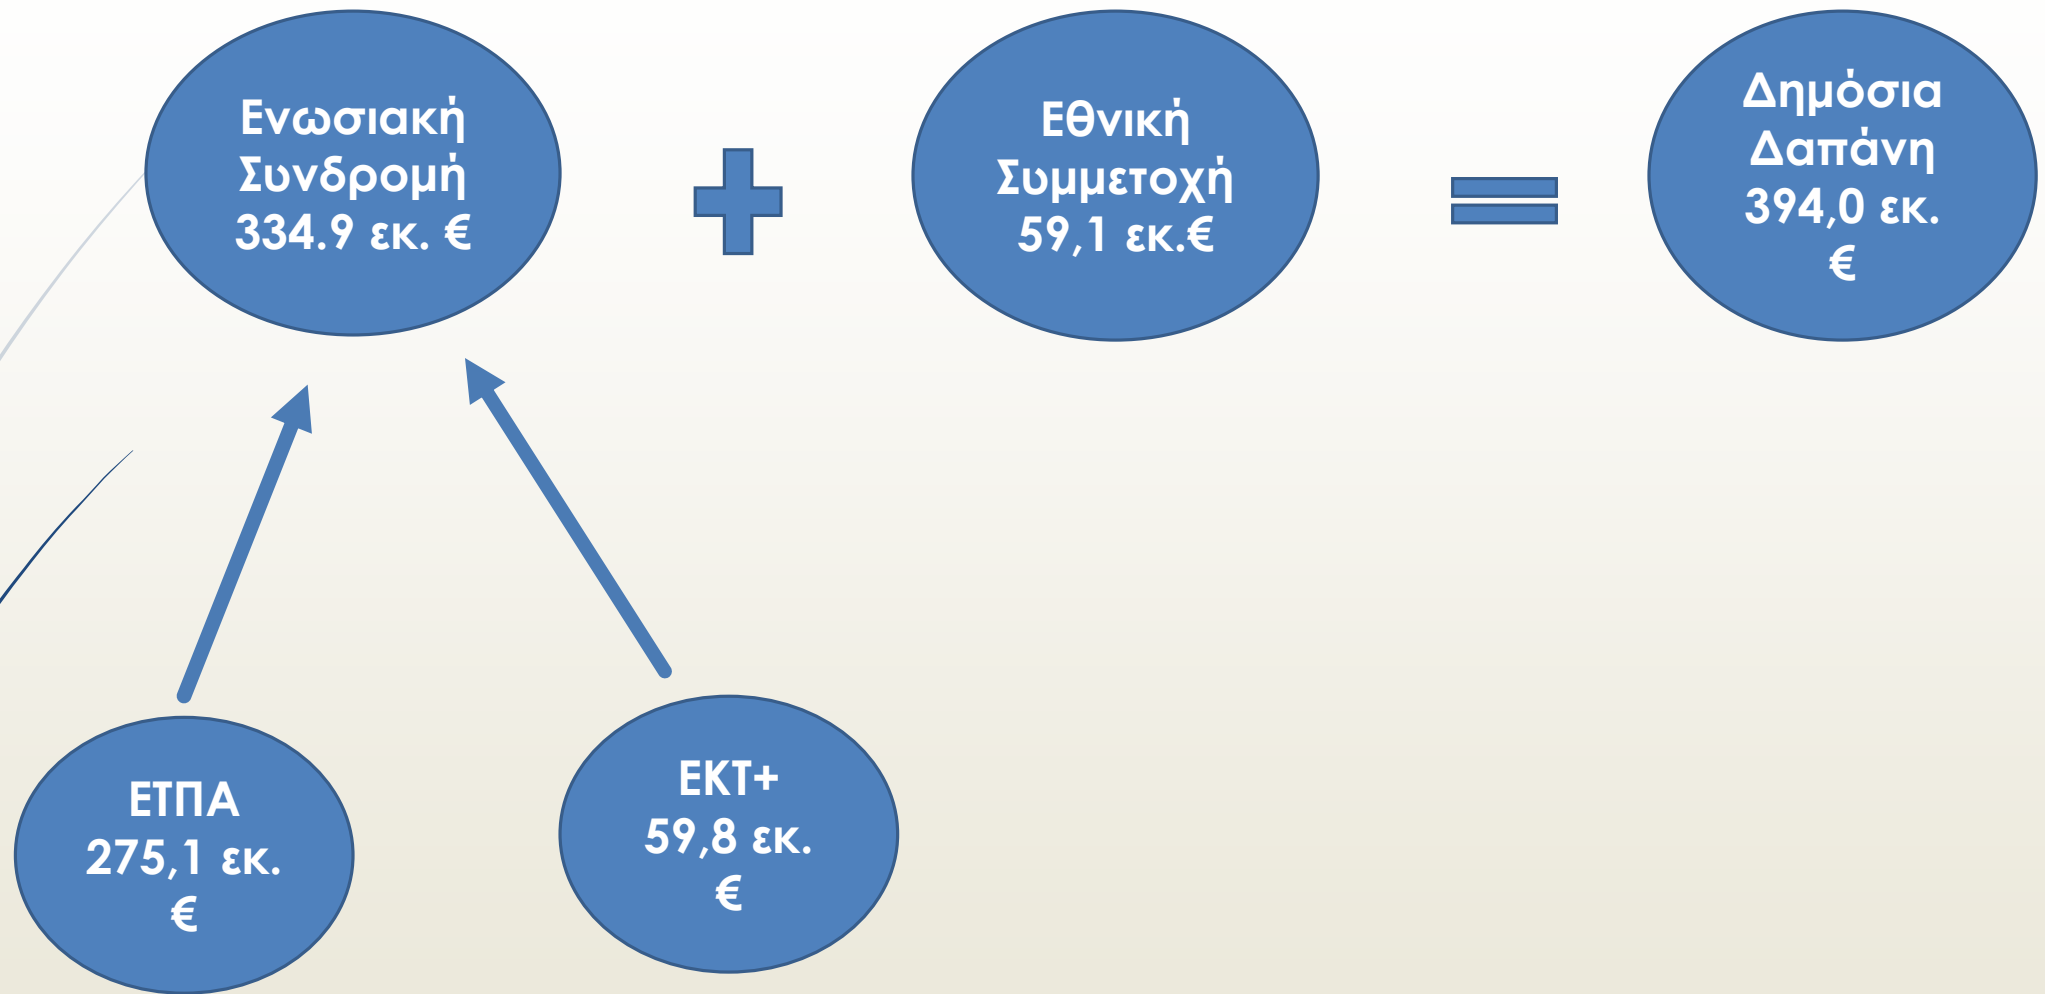 Ενωσιακή
Συνδρομή
334.9 εκ. €
Εθνική
Συμμετοχή
59,1 εκ.€
Δημόσια
Δαπάνη
394,0 εκ.
€
ΕΤΠΑ
275,1 εκ.
€
ΕΚΤ+
59,8 εκ.
€